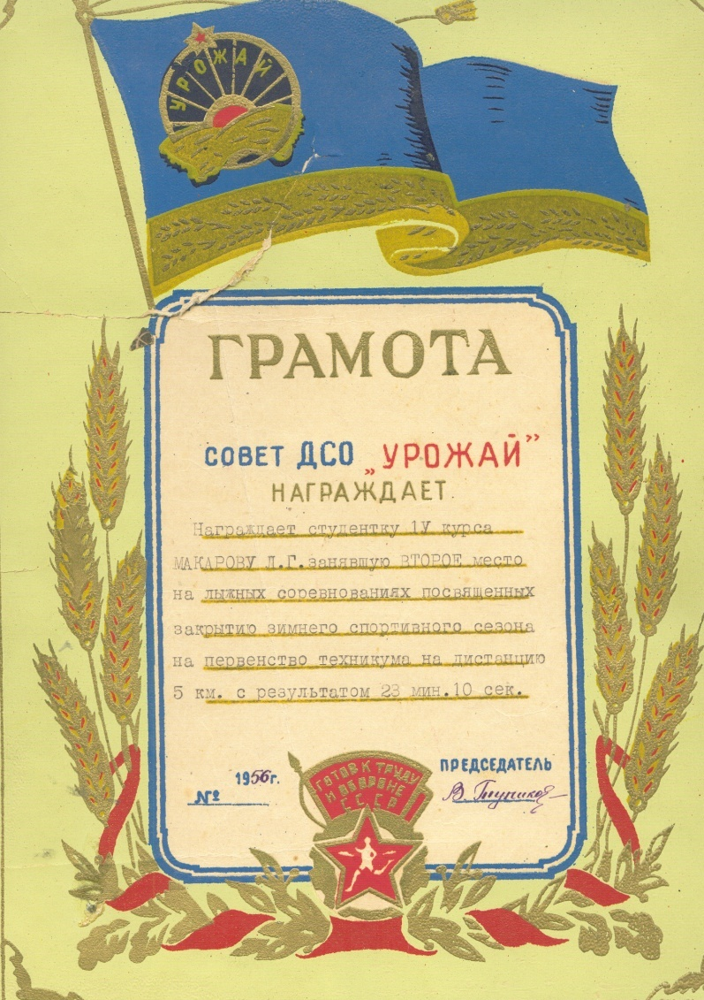 УРОЖАЙ
ГРАМОТА
СОВЕТ ДСО „УРОЖАЙ”
НАГРАЖДАЕТ
Награждает студентку 1У курса
МАКАРОВУ Л.Г.занявшую ВТОРОЕ место
на лыжных соревнованиях посвященных
закрытию зимнего спортивного сезона
на первенство техникума на дистанцию
5 км. с результатом 23 мин.10 сек.
1956г.
№
ПРЕДСЕДАТЕЛЬ
ГОТОВ К ТРУДУ
И ОБОРОНЕ
СССР